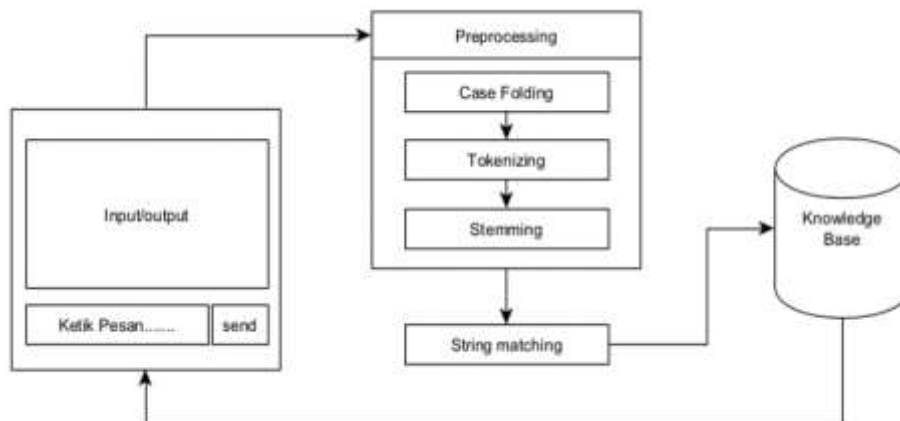 Preprocessing
Case Folding
Tokenizing
Stemming
Input/output
Ketik Pesan.......
send
String matching
Knowledge
Base